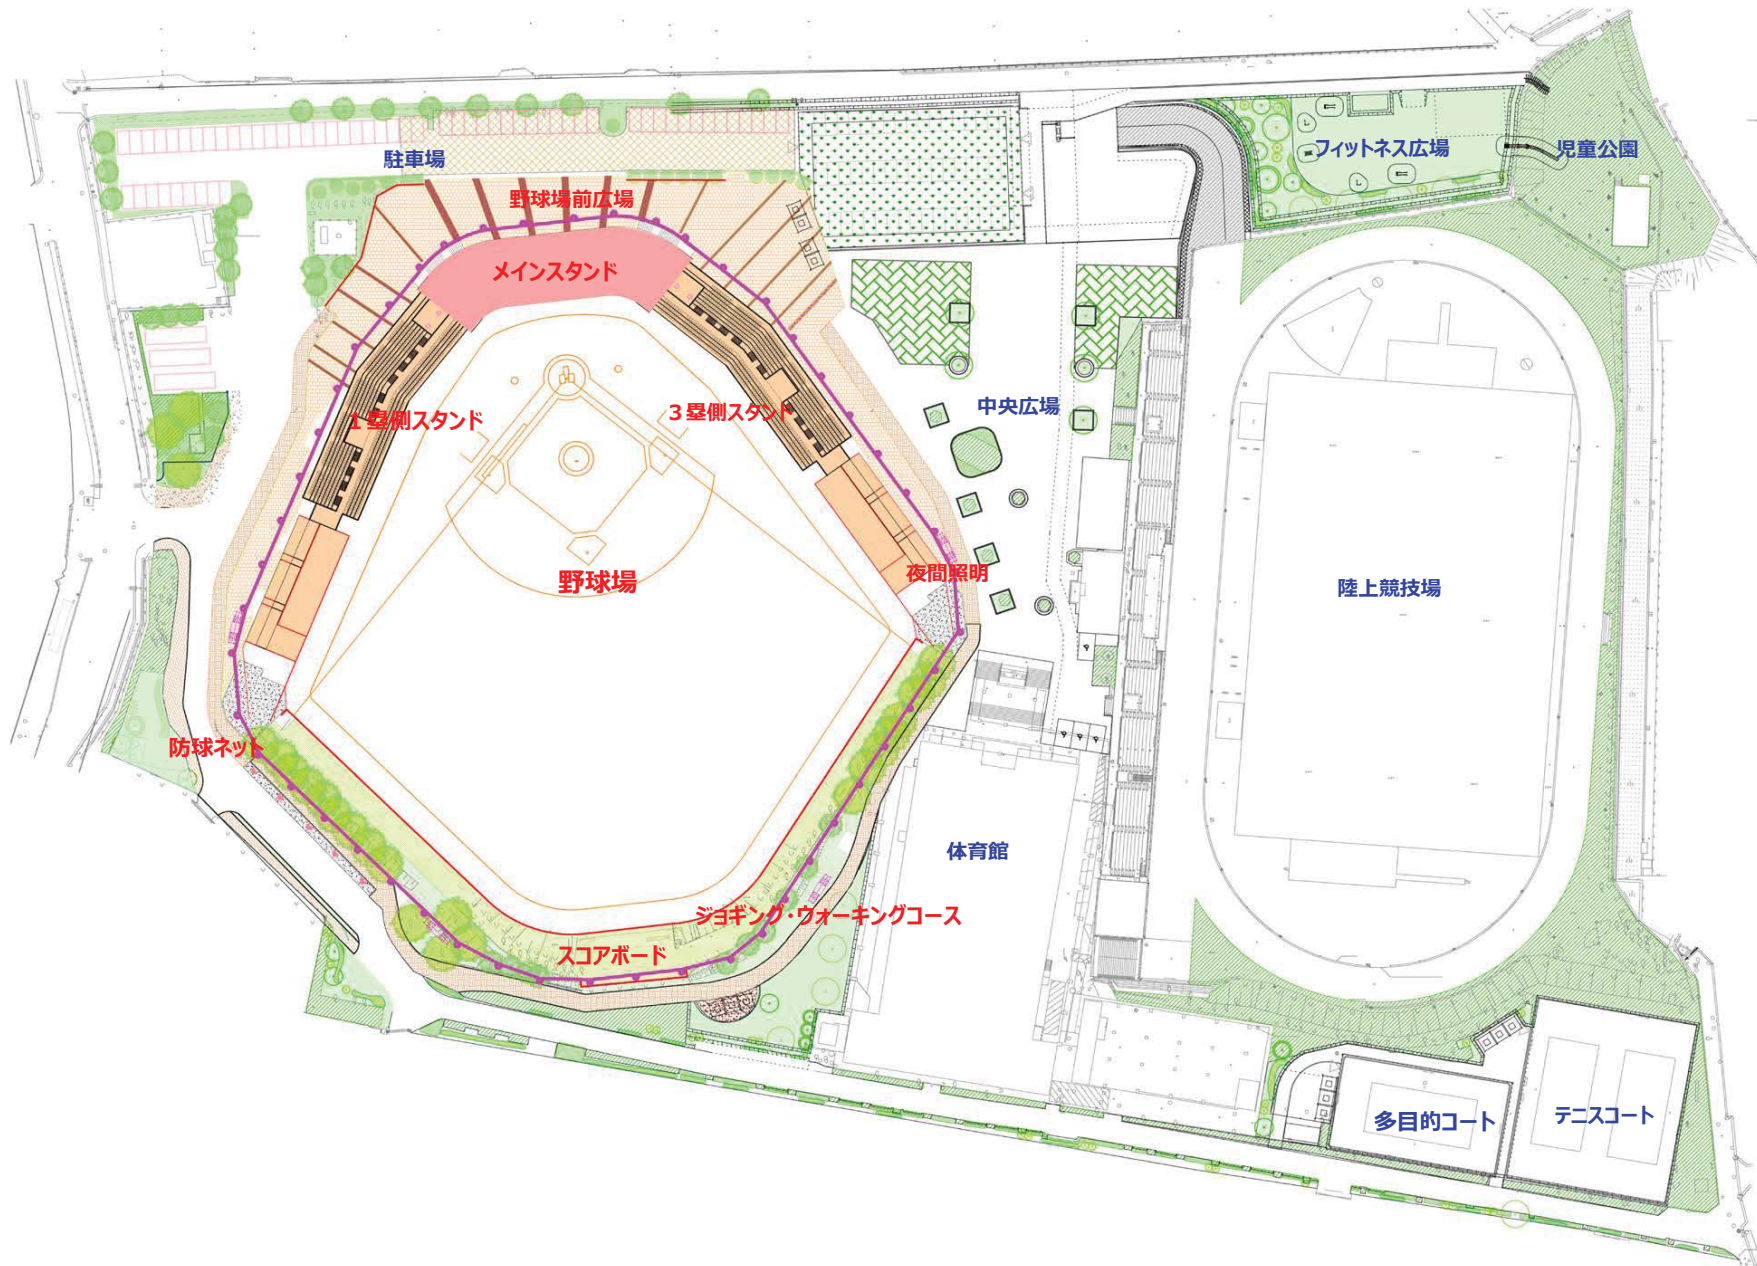 駐車場
フィットネス広場
児童公園
野球場前広場
メインスタンド
1塁側スタンド
3塁側スタンド
中央広場
野球場
夜間照明
陸上競技場
防球ネット
体育館
ジョギング・ウォーキングコース
スコアボード
多目的コート
テニスコート